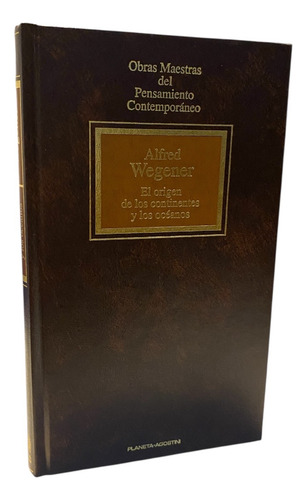 Obras Maestras
del
Pensamiento
Contemporáneo
Alfred
Wegener
El origen
de los continentes
y los océanos
PLANETA-AGOSTINI